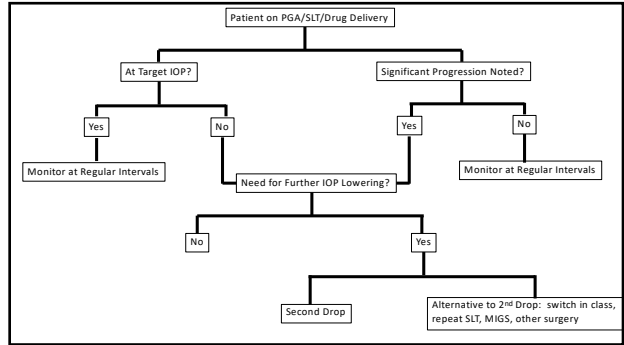 Patient on PGA/SLT/Drug Delivery
At Target IOP?
Significant Progression Noted?
Yes
No
Yes
No
Monitor at Regular Intervals
Monitor at Regular Intervals
Need for Further IOP Lowering?
No
Yes
Second Drop
Alternative to 2nd Drop: switch in class,
repeat SLT, MIGS, other surgery